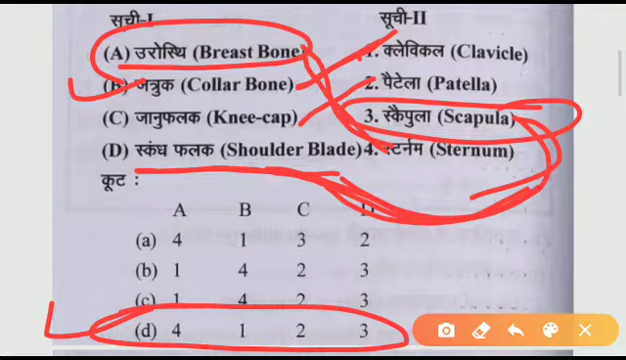 सूची-I सूची-II
(A) उरोस्थि (Breast Bone) 1. क्लेविकल (Clavicle)
(B) जत्रुक (Collar Bone) 2. पैटेला (Patella)
(C) जानुफलक (Knee-cap) 3. स्कैपुला (Scapula)
(D) स्कंध फलक (Shoulder Blade) 4. स्टर्नम (Sternum)
कूट :
A B C D
(a) 4 1 3 2
(b) 1 4 2 3
(c) 1 4 2 3
(d) 4 1 2 3